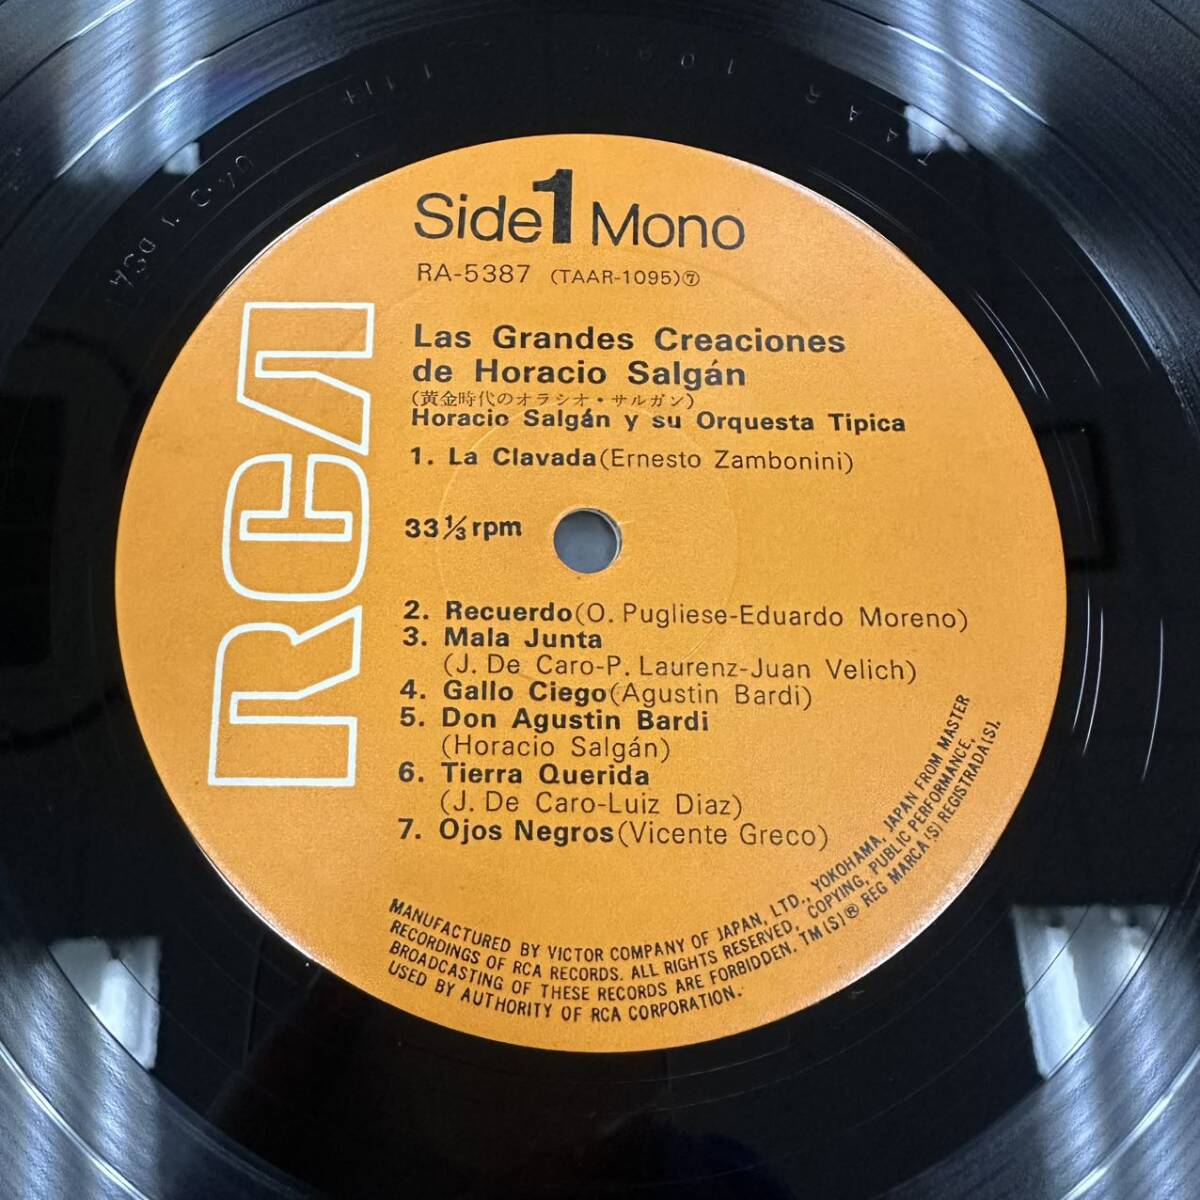 Side 1 Mono
RA-5387 (TAAR-1095)⑦
Las Grandes Creaciones
de Horacio Salgán
(黄金時代のオラシオ・サルガン)
Horacio Salgán y su Orquesta Tipica
1. La Clavada(Ernesto Zambonini)
33⅓ rpm
2. Recuerdo(O. Pugliese-Eduardo Moreno)
3. Mala Junta
(J. De Caro-P. Laurenz-Juan Velich)
4. Gallo Ciego(Agustin Bardi)
5. Don Agustin Bardi
(Horacio Salgán)
6. Tierra Querida
(J. De Caro-Luiz Diaz)
7. Ojos Negros(Vicente Greco)
RCA
MANUFACTURED BY VICTOR COMPANY OF JAPAN, LTD., YOKOHAMA, JAPAN FROM MASTER
RECORDINGS OF RCA RECORDS. ALL RIGHTS RESERVED, COPYING, PUBLIC PERFORMANCE,
BROADCASTING OF THESE RECORDS ARE FORBIDDEN. TM(S)® REG MARCA(S) REGISTRADA(S).
USED BY AUTHORITY OF RCA CORPORATION.